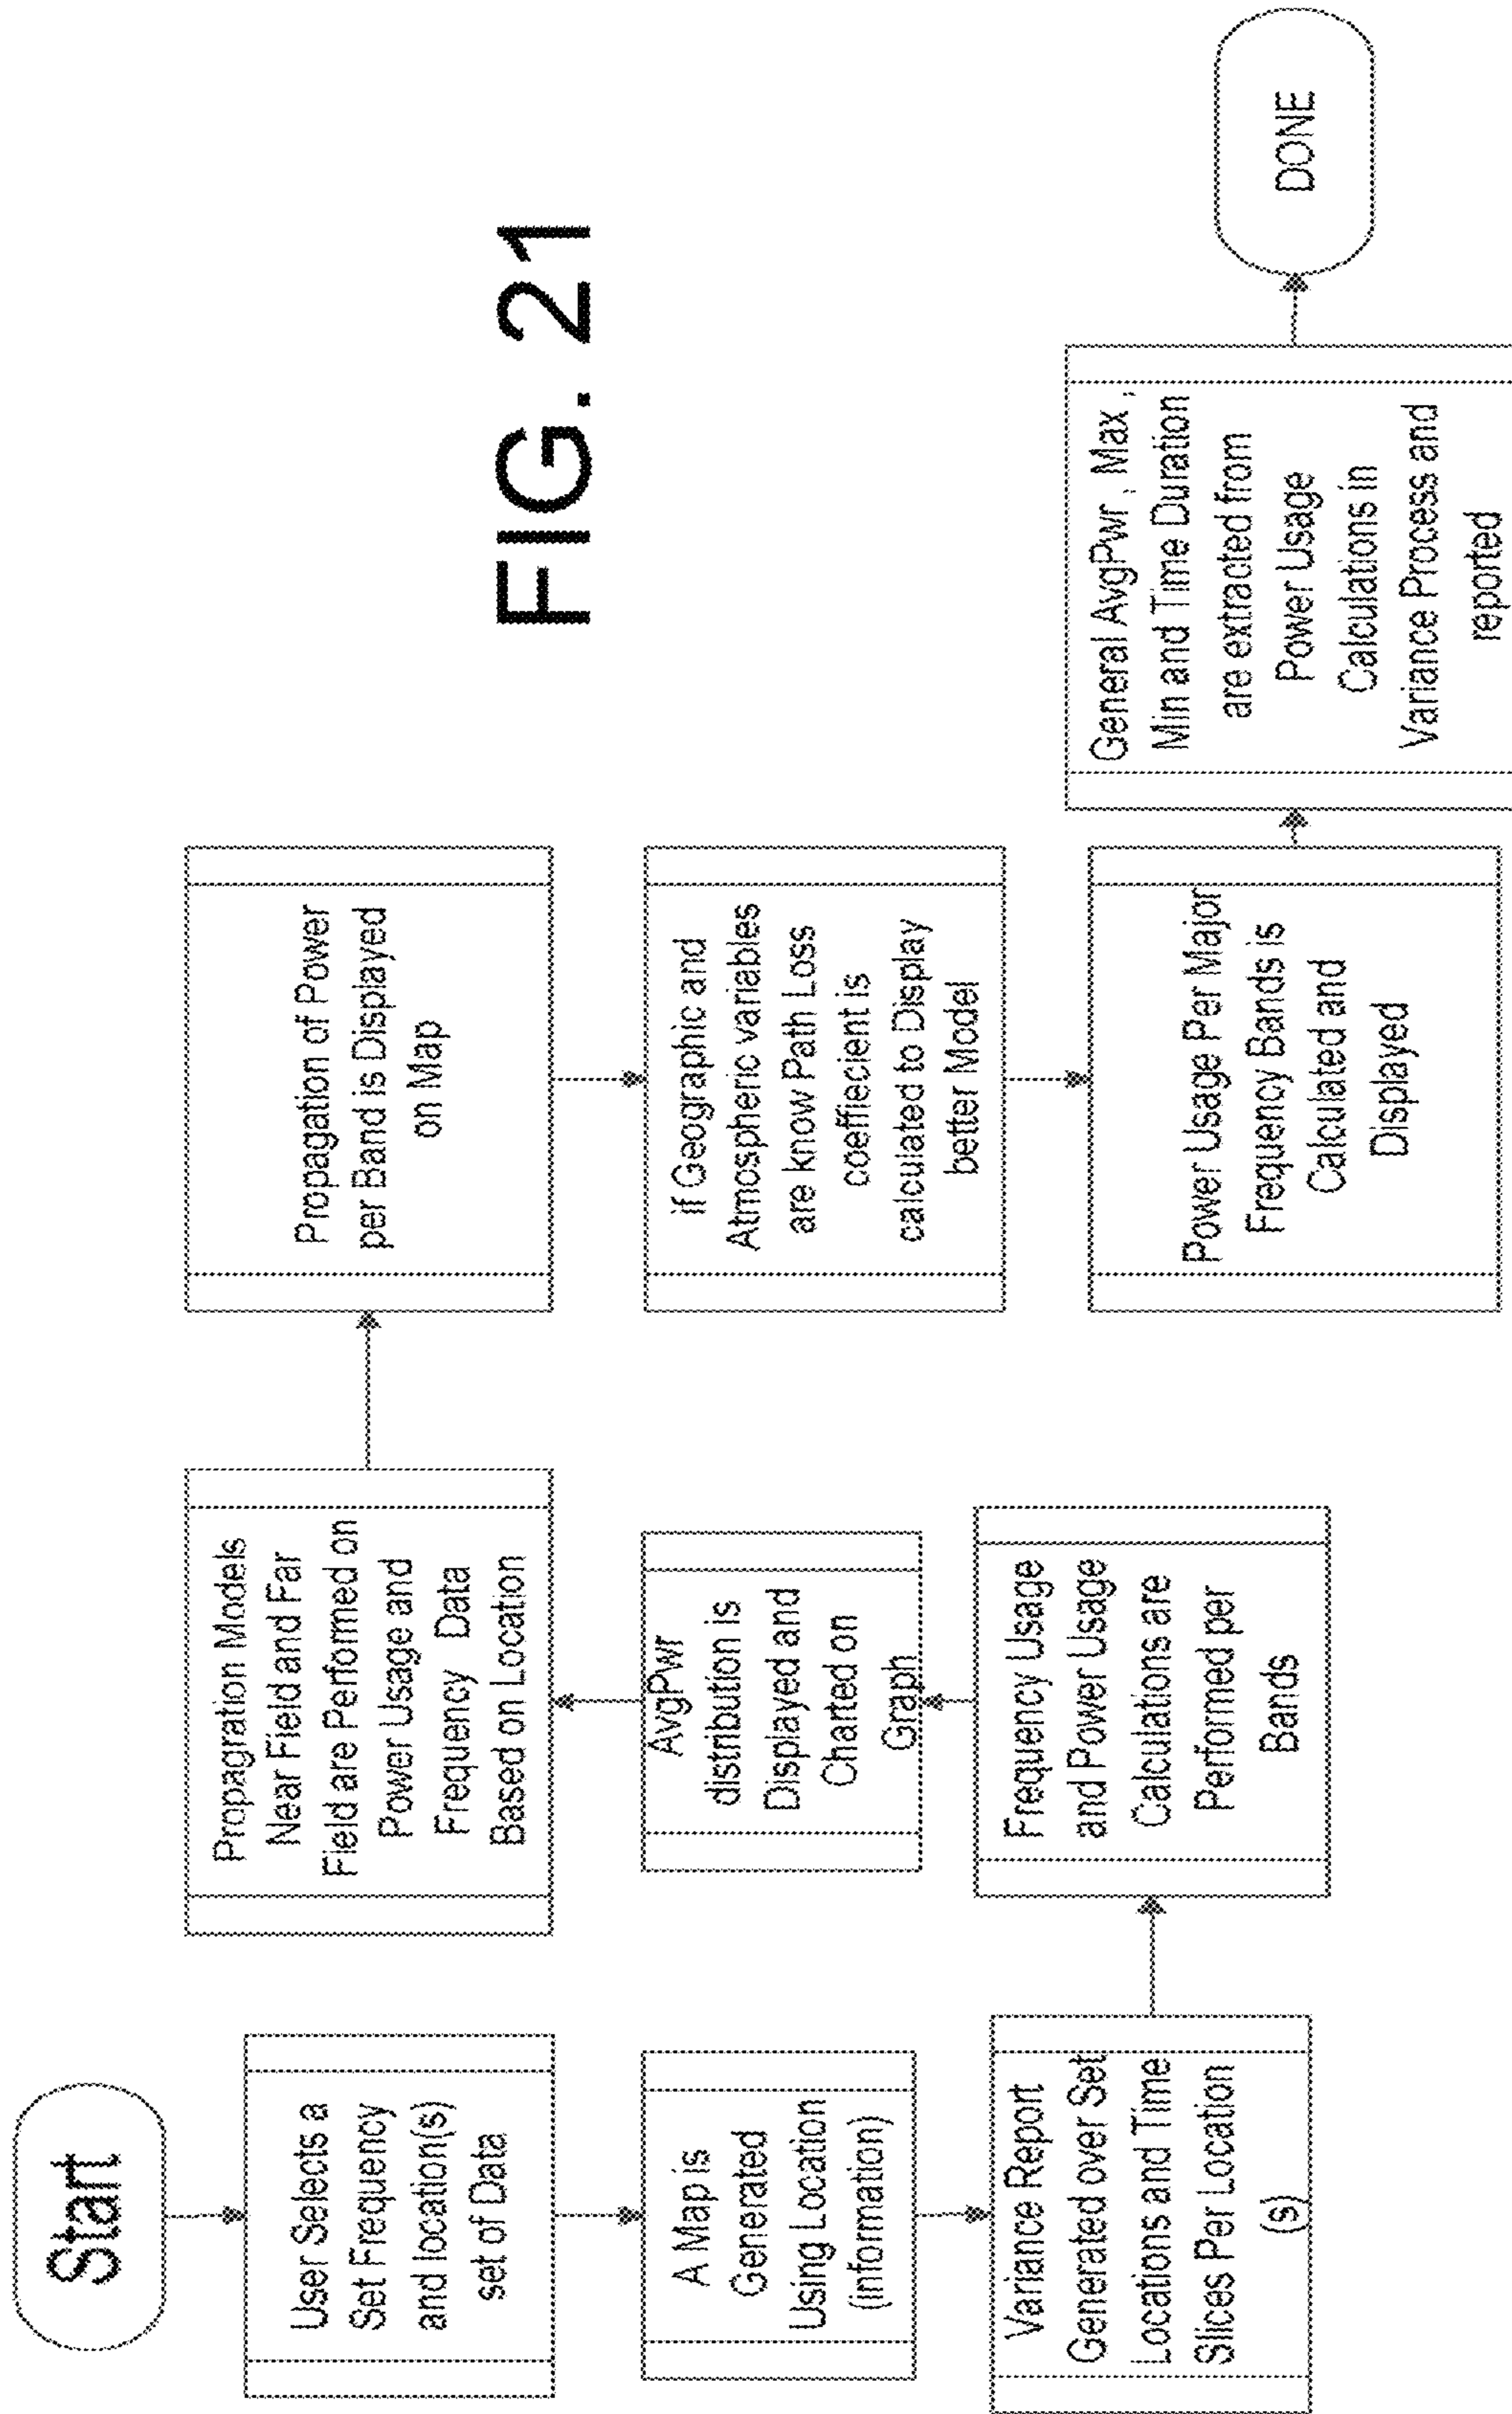 FIG. 21
Start
User Selects a
Set Frequency
and location(s)
set of Data
A Map is
Generated
Using Location
(information)
Variance Report
Generated over Set
Locations and Time
Slices Per Location
(s)
Frequency Usage
and Power Usage
Calculations are
Performed per
Bands
AvgPwr
distribution is
Displayed and
Charted on
Graph
Propagration Models
Near Field and Far
Field are Performed on
Power Usage and
Frequency Data
Based on Location
Propagation of Power
per Band is Displayed
on Map
if Geographic and
Atmospheric variables
are know Path Loss
coeffiecient is
calculated to Display
better Model
Power Usage Per Major
Frequency Bands is
Calculated and
Displayed
General AvgPwr , Max ,
Min and Time Duration
are extracted from
Power Usage
Calculations in
Variance Process and
reported
DONE